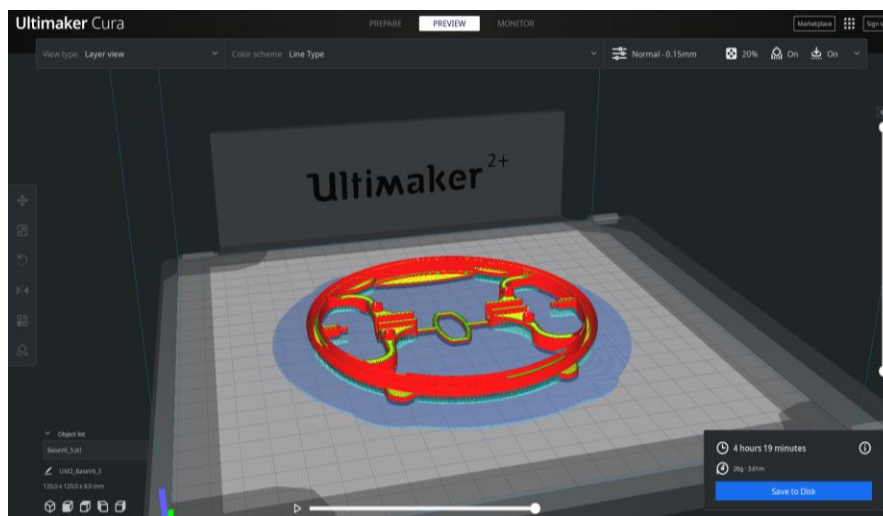 Ultimaker Cura
PREPARE PREVIEW MONITOR
Marketplace
Sign in
View type Layer view
Color scheme Line Type
Normal - 0.15mm
20%
On
On
Ultimaker 2+
Object list
BaseV6_5.stl
UM2_BaseV6_5
120.0 x 120.0 x 8.0 mm
4 hours 19 minutes
26g · 3.61m
Save to Disk